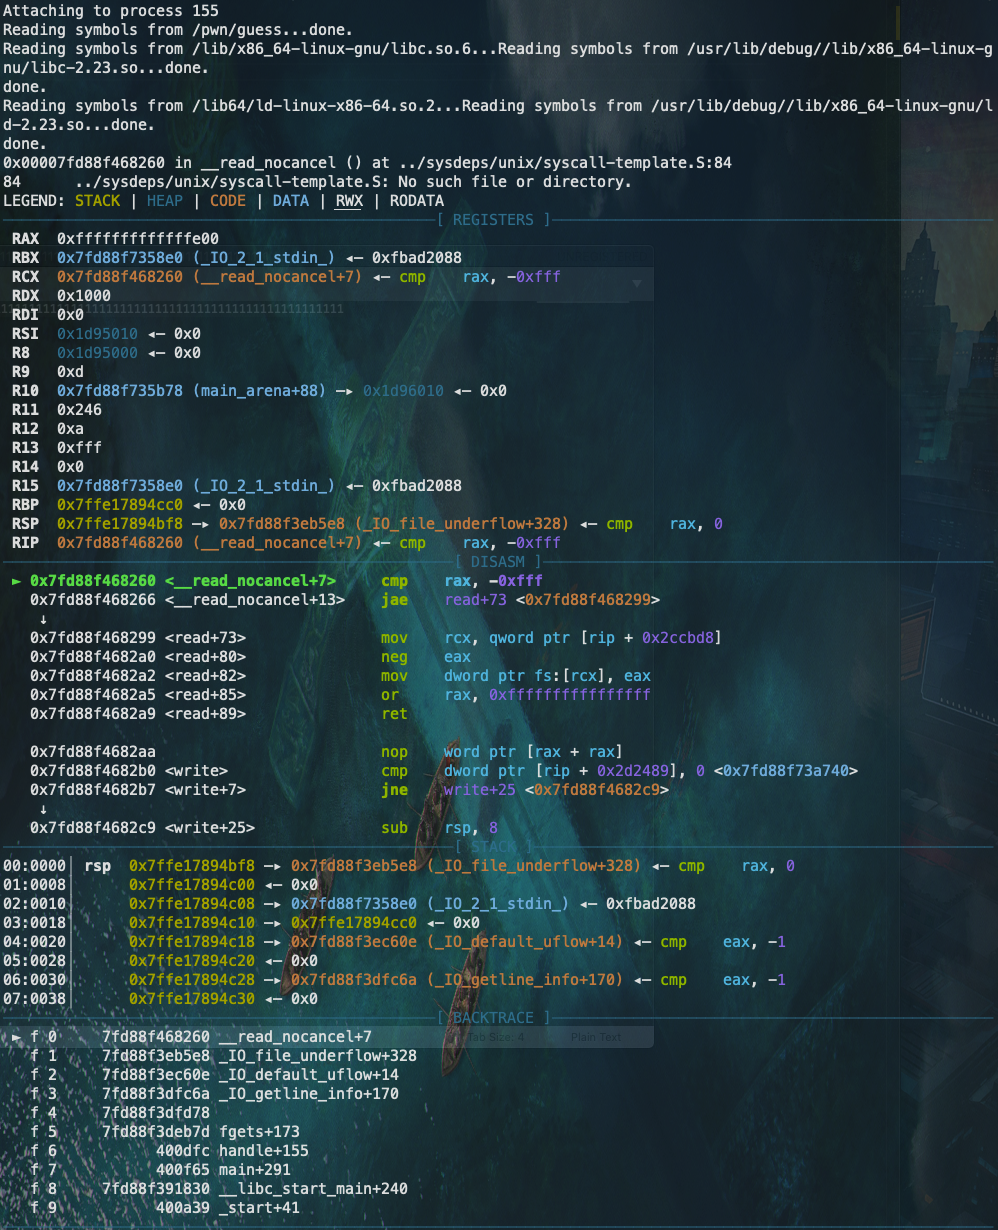 Attaching to process 155
Reading symbols from /pwn/guess...done.
Reading symbols from /lib/x86_64-linux-gnu/libc.so.6...Reading symbols from /usr/lib/debug//lib/x86_64-linux-g
nu/libc-2.23.so...done.
done.
Reading symbols from /lib64/ld-linux-x86-64.so.2...Reading symbols from /usr/lib/debug//lib/x86_64-linux-gnu/l
d-2.23.so...done.
done.
0x00007fd88f468260 in __read_nocancel () at ../sysdeps/unix/syscall-template.S:84
84      ../sysdeps/unix/syscall-template.S: No such file or directory.
LEGEND: STACK | HEAP | CODE | DATA | RWX | RODATA
[ REGISTERS ]
RAX  0xfffffffffffffe00
RBX  0x7fd88f7358e0 (_IO_2_1_stdin_) ◂— 0xfbad2088
RCX  0x7fd88f468260 (__read_nocancel+7) ◂— cmp    rax, -0xfff
RDX  0x1000
RDI  0x0
RSI  0x1d95010 ◂— 0x0
R8   0x1d95000 ◂— 0x0
R9   0xd
R10  0x7fd88f735b78 (main_arena+88) —▸ 0x1d96010 ◂— 0x0
R11  0x246
R12  0xa
R13  0xfff
R14  0x0
R15  0x7fd88f7358e0 (_IO_2_1_stdin_) ◂— 0xfbad2088
RBP  0x7ffe17894cc0 ◂— 0x0
RSP  0x7ffe17894bf8 —▸ 0x7fd88f3eb5e8 (_IO_file_underflow+328) ◂— cmp    rax, 0
RIP  0x7fd88f468260 (__read_nocancel+7) ◂— cmp    rax, -0xfff
[ DISASM ]
► 0x7fd88f468260 <__read_nocancel+7>     cmp    rax, -0xfff
0x7fd88f468266 <__read_nocancel+13>    jae    read+73 <0x7fd88f468299>
↓
0x7fd88f468299 <read+73>               mov    rcx, qword ptr [rip + 0x2ccbd8]
0x7fd88f4682a0 <read+80>               neg    eax
0x7fd88f4682a2 <read+82>               mov    dword ptr fs:[rcx], eax
0x7fd88f4682a5 <read+85>               or     rax, 0xffffffffffffffff
0x7fd88f4682a9 <read+89>               ret
0x7fd88f4682aa                         nop    word ptr [rax + rax]
0x7fd88f4682b0 <write>                 cmp    dword ptr [rip + 0x2d2489], 0 <0x7fd88f73a740>
0x7fd88f4682b7 <write+7>               jne    write+25 <0x7fd88f4682c9>
↓
0x7fd88f4682c9 <write+25>              sub    rsp, 8
[ STACK ]
00:0000│ rsp  0x7ffe17894bf8 —▸ 0x7fd88f3eb5e8 (_IO_file_underflow+328) ◂— cmp    rax, 0
01:0008│      0x7ffe17894c00 ◂— 0x0
02:0010│      0x7ffe17894c08 —▸ 0x7fd88f7358e0 (_IO_2_1_stdin_) ◂— 0xfbad2088
03:0018│      0x7ffe17894c10 —▸ 0x7ffe17894cc0 ◂— 0x0
04:0020│      0x7ffe17894c18 —▸ 0x7fd88f3ec60e (_IO_default_uflow+14) ◂— cmp    eax, -1
05:0028│      0x7ffe17894c20 ◂— 0x0
06:0030│      0x7ffe17894c28 —▸ 0x7fd88f3dfc6a (_IO_getline_info+170) ◂— cmp    eax, -1
07:0038│      0x7ffe17894c30 ◂— 0x0
[ BACKTRACE ]
► f 0     7fd88f468260 __read_nocancel+7
f 1     7fd88f3eb5e8 _IO_file_underflow+328
f 2     7fd88f3ec60e _IO_default_uflow+14
f 3     7fd88f3dfc6a _IO_getline_info+170
f 4     7fd88f3dfd78
f 5     7fd88f3deb7d fgets+173
f 6           400dfc handle+155
f 7           400f65 main+291
f 8     7fd88f391830 __libc_start_main+240
f 9           400a39 _start+41
Tab Size: 4    Plain Text